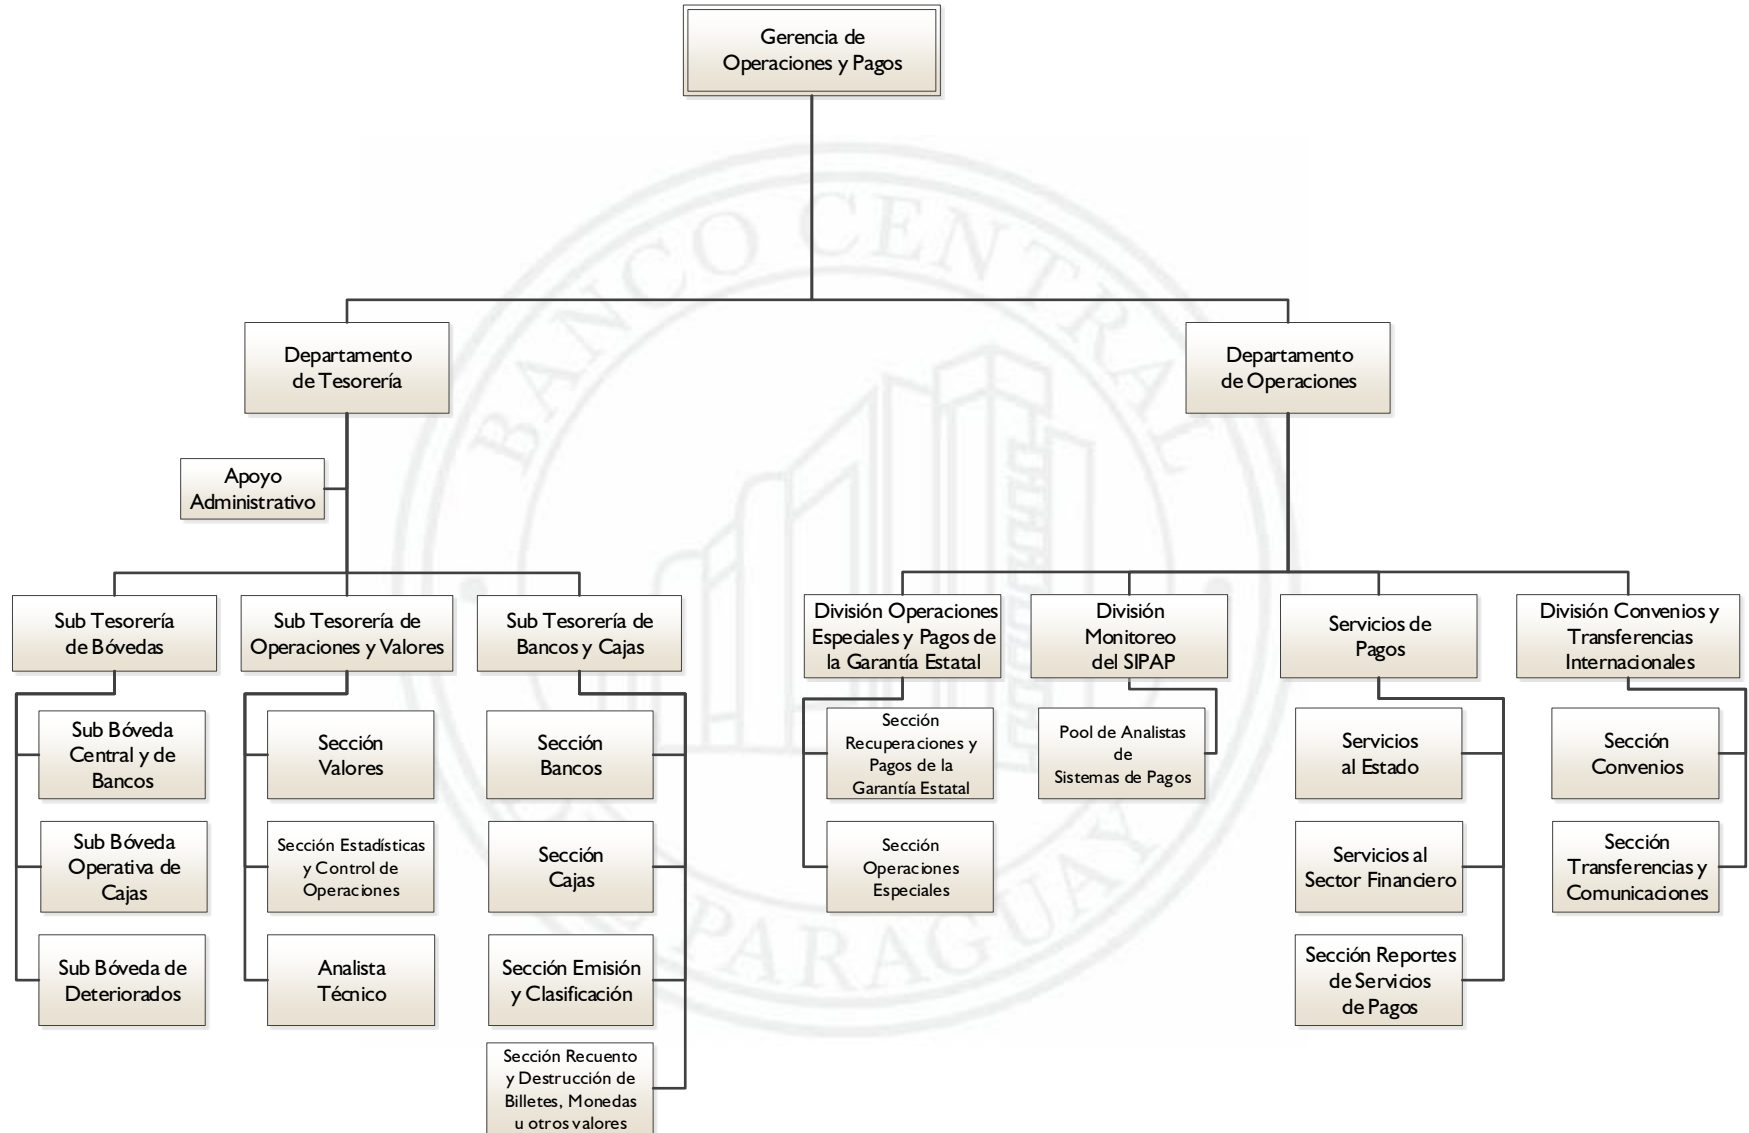 Gerencia de
Operaciones y Pagos
BANCO CENTRAL
DEL PARAGUAY
Departamento
de Tesorería
Departamento
de Operaciones
Apoyo
Administrativo
Sub Tesorería
de Bóvedas
Sub Tesorería de
Operaciones y Valores
Sub Tesorería de
Bancos y Cajas
División Operaciones
Especiales y Pagos de
la Garantía Estatal
División
Monitoreo
del SIPAP
Servicios de
Pagos
División Convenios y
Transferencias
Internacionales
Sub Bóveda
Central y de
Bancos
Sección
Valores
Sección
Bancos
Sección
Recuperaciones y
Pagos de la
Garantía Estatal
Pool de Analistas
de
Sistemas de Pagos
Servicios
al Estado
Sección
Convenios
Sub Bóveda
Operativa de
Cajas
Sección Estadísticas
y Control de
Operaciones
Sección
Cajas
Sección
Operaciones
Especiales
Servicios al
Sector Financiero
Sección
Transferencias y
Comunicaciones
Sub Bóveda de
Deteriorados
Analista
Técnico
Sección Emisión
y Clasificación
Sección Reportes
de Servicios
de Pagos
Sección Recuento
y Destrucción de
Billetes, Monedas
u otros valores